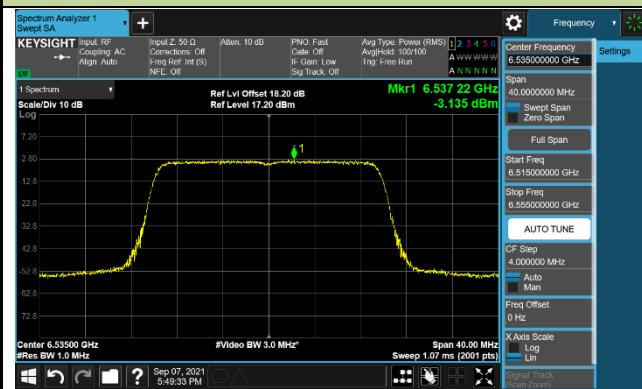 Spectrum Analyzer 1
Swept SA
Frequency
KEYSIGHT
Input: RF
Coupling: AC
Align: Auto
Input Z: 50 Ω
Corrections: Off
Freq Ref: Int (S)
NFE: Off
Atten: 10 dB
PNO: Fast
Gate: Off
IF Gain: Low
Sig Track: Off
Avg Type: Power (RMS)
Avg|Hold: 100/100
Trig: Free Run
1 2 3 4 5 6
A WW WW W
A N N N N N
LXI
1 Spectrum
Scale/Div 10 dB
Log
Ref Lvl Offset 18.20 dB
Ref Level 17.20 dBm
Mkr1 6.537 22 GHz
-3.135 dBm
7.20
1
-2.80
-12.8
-22.8
-32.8
-42.8
-52.8
-62.8
-72.8
Center 6.53500 GHz
#Res BW 1.0 MHz
#Video BW 3.0 MHz*
Span 40.00 MHz
Sweep 1.07 ms (2001 pts)
Sep 07, 2021
5:49:33 PM
Center Frequency
6.535000000 GHz
Settings
Span
40.0000000 MHz
Swept Span
Zero Span
Full Span
Start Freq
6.515000000 GHz
Stop Freq
6.555000000 GHz
AUTO TUNE
CF Step
4.000000 MHz
Auto
Man
Freq Offset
0 Hz
X Axis Scale
Log
Lin
Signal Track
(Span Zoom)